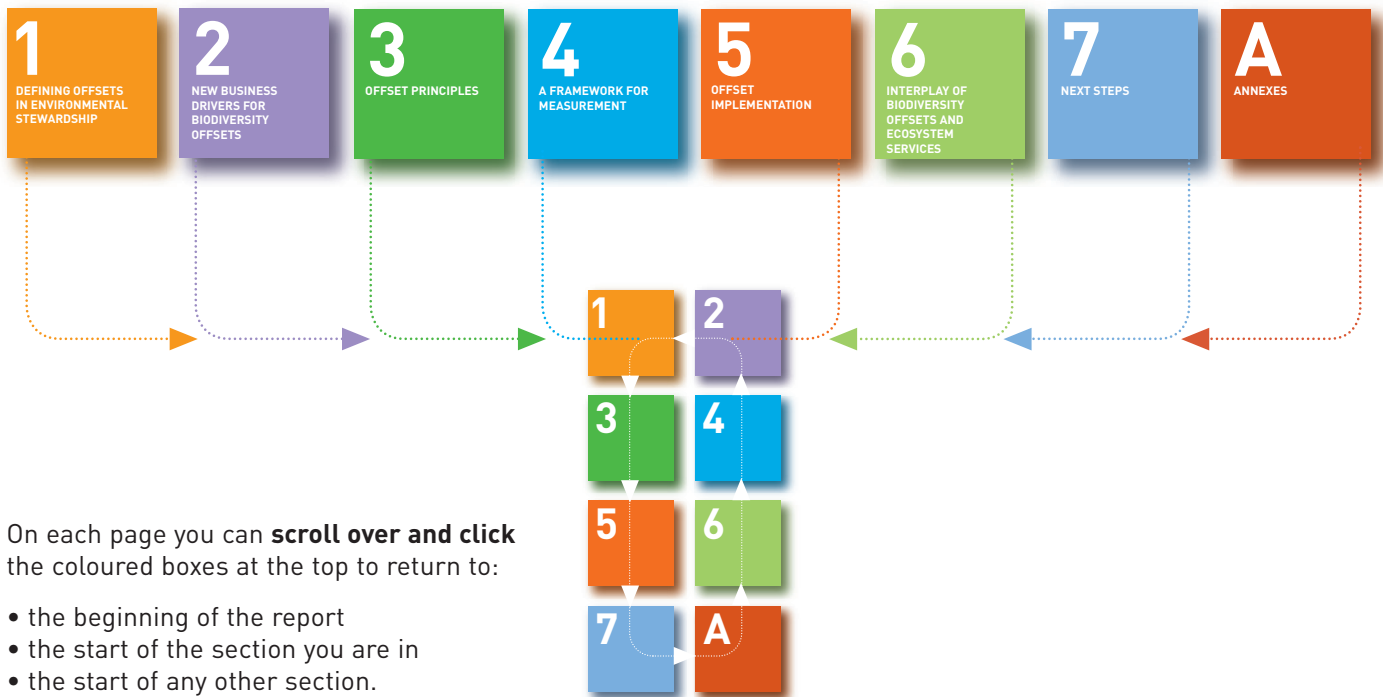 1
DEFINING OFFSETS
IN ENVIRONMENTAL
STEWARDSHIP
2
NEW BUSINESS
DRIVERS FOR
BIODIVERSITY
OFFSETS
3
OFFSET PRINCIPLES
4
A FRAMEWORK FOR
MEASUREMENT
5
OFFSET
IMPLEMENTATION
6
INTERPLAY OF
BIODIVERSITY
OFFSETS AND
ECOSYSTEM
SERVICES
7
NEXT STEPS
A
ANNEXES
1 2
3 4
5 6
7 A
On each page you can scroll over and click
the coloured boxes at the top to return to:
• the beginning of the report
• the start of the section you are in
• the start of any other section.